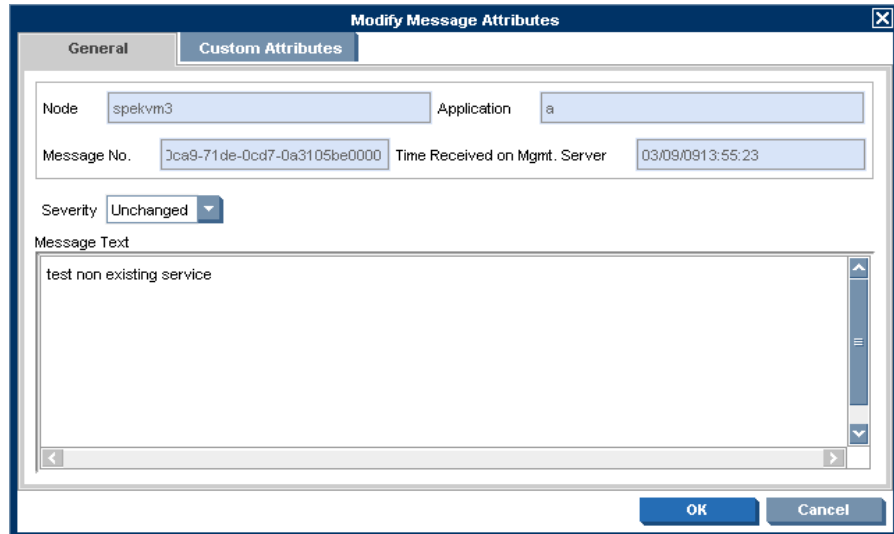 Modify Message Attributes
General Custom Attributes
Node spekvm3 Application a
Message No. 0ca9-71de-0cd7-0a3105be0000 Time Received on Mgmt. Server 03/09/0913:55:23
Severity Unchanged
Message Text
test non existing service
OK Cancel